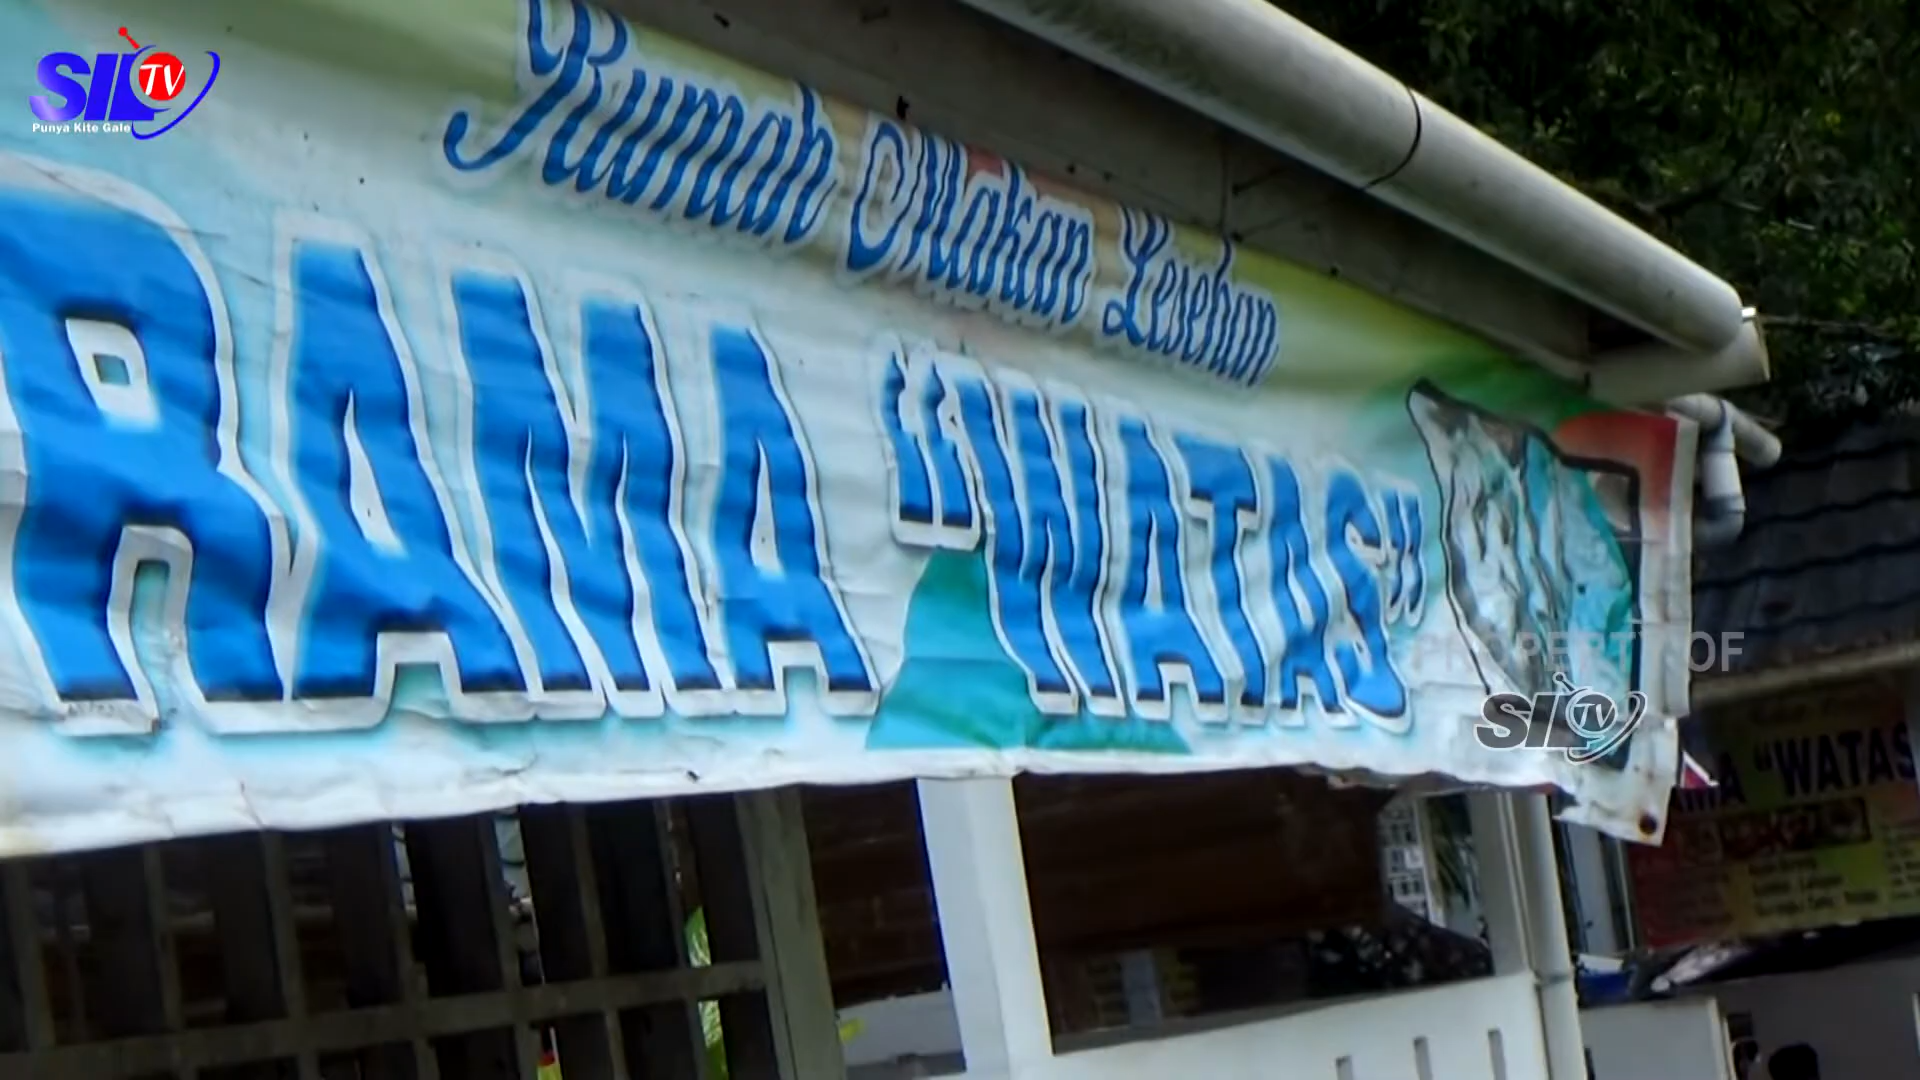 SIL TV
Punya Kite Gale
Rumah Makan Lesehan
RAMA "WATAS"
PROPERTY OF
SIL TV
"WATAS